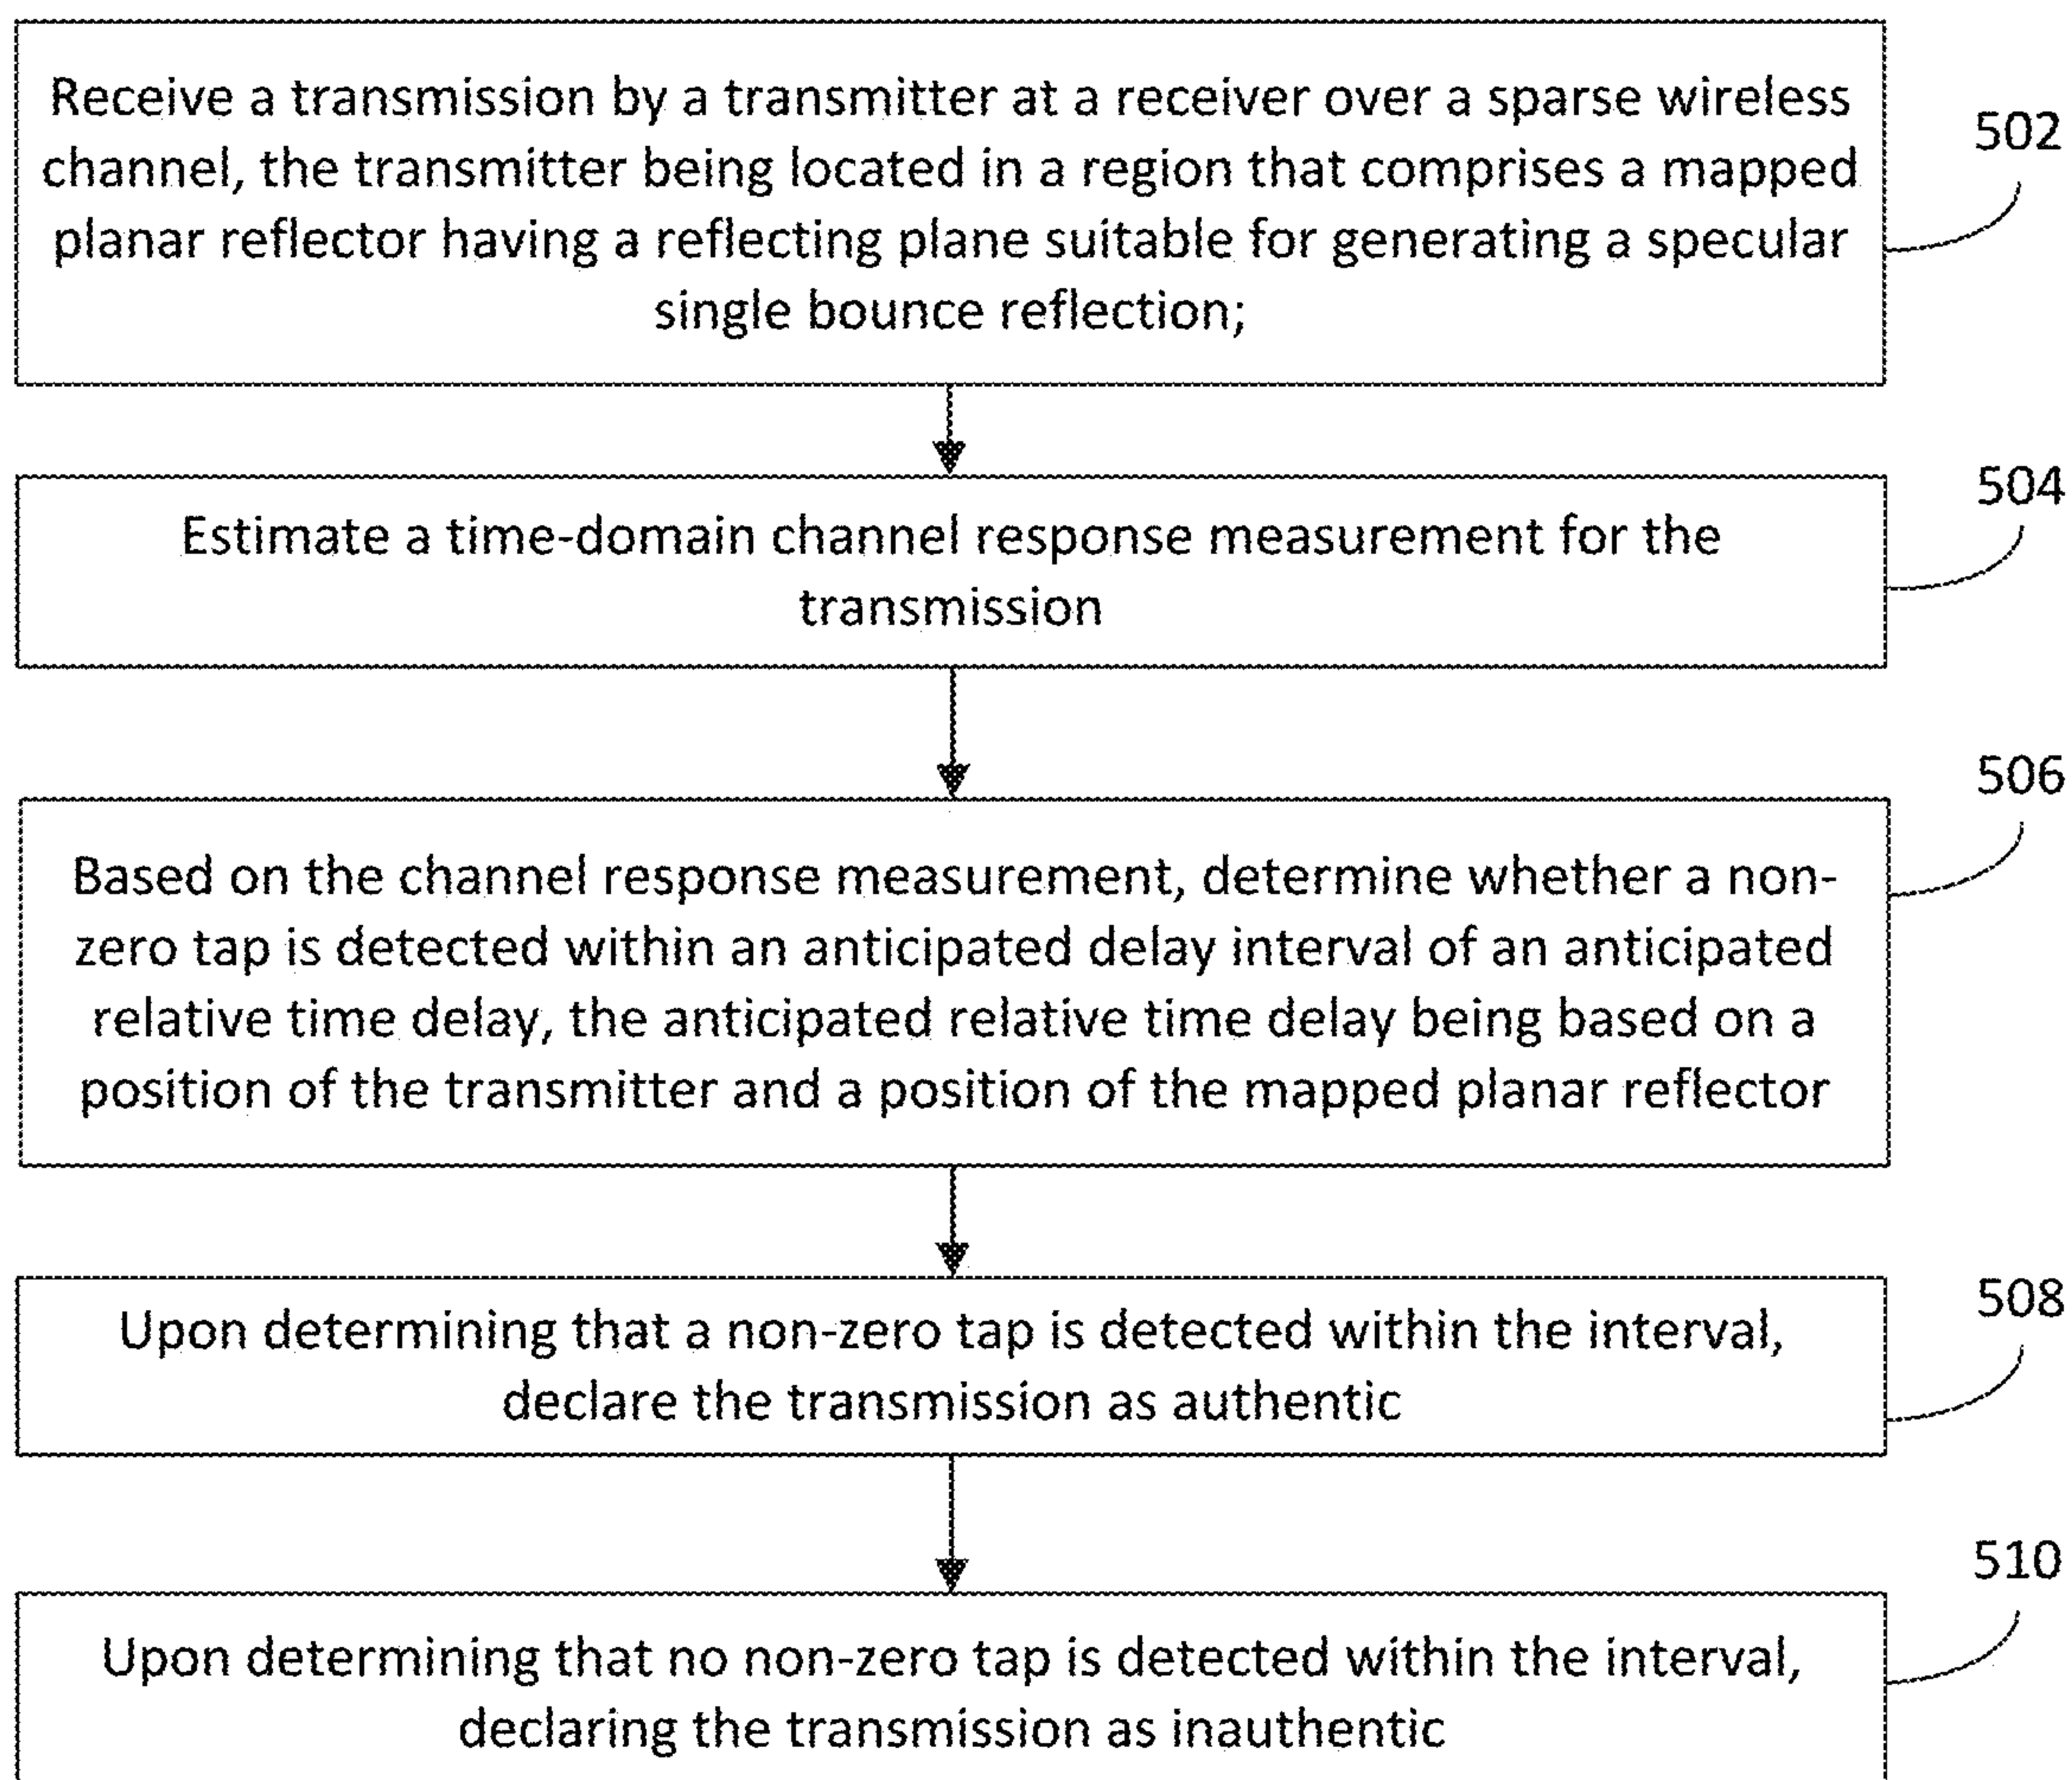 Receive a transmission by a transmitter at a receiver over a sparse wireless
channel, the transmitter being located in a region that comprises a mapped
planar reflector having a reflecting plane suitable for generating a specular
single bounce reflection;
502
Estimate a time-domain channel response measurement for the
transmission
504
Based on the channel response measurement, determine whether a non-
zero tap is detected within an anticipated delay interval of an anticipated
relative time delay, the anticipated relative time delay being based on a
position of the transmitter and a position of the mapped planar reflector
506
Upon determining that a non-zero tap is detected within the interval,
declare the transmission as authentic
508
Upon determining that no non-zero tap is detected within the interval,
declaring the transmission as inauthentic
510